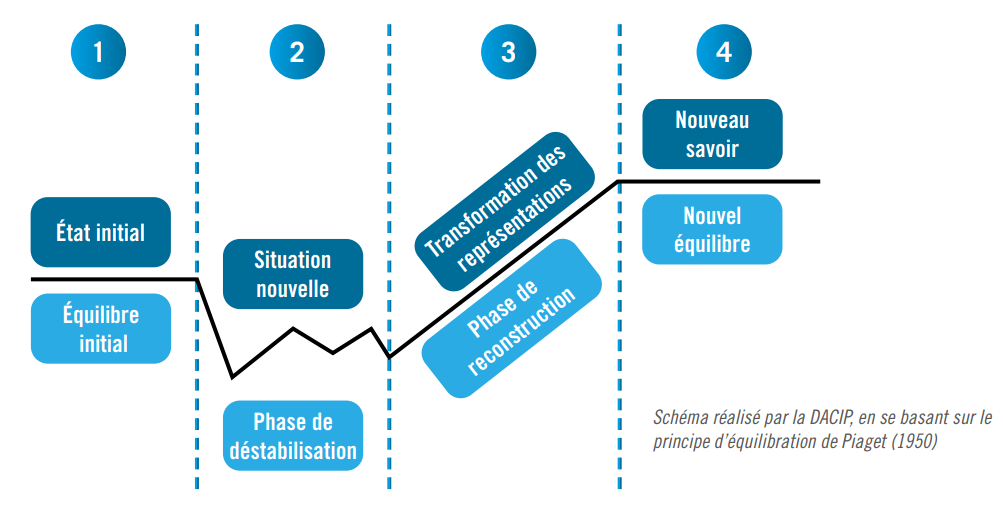 1
2
3
4
État initial
Équilibre
initial
Situation
nouvelle
Phase de
déstabilisation
Transformation des
représentations
Phase de
reconstruction
Nouveau
savoir
Nouvel
équilibre
Schéma réalisé par la DACIP, en se basant sur le
principe d’équilibration de Piaget (1950)